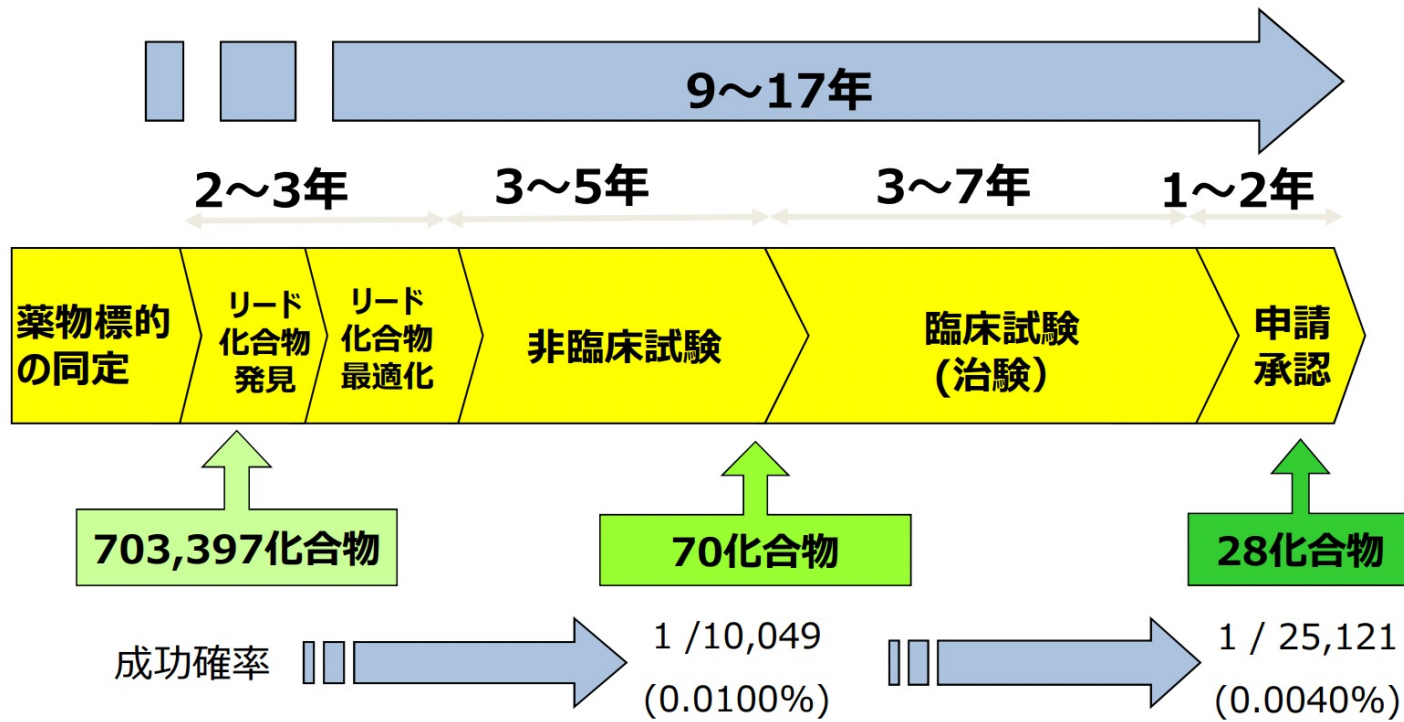 9～17年
2～3年
3～5年
3～7年
1～2年
薬物標的
の同定
リード
化合物
発見
リード
化合物
最適化
非臨床試験
臨床試験
(治験）
申請
承認
703,397化合物
70化合物
28化合物
成功確率
1 /10,049
(0.0100%)
1 / 25,121
(0.0040%)